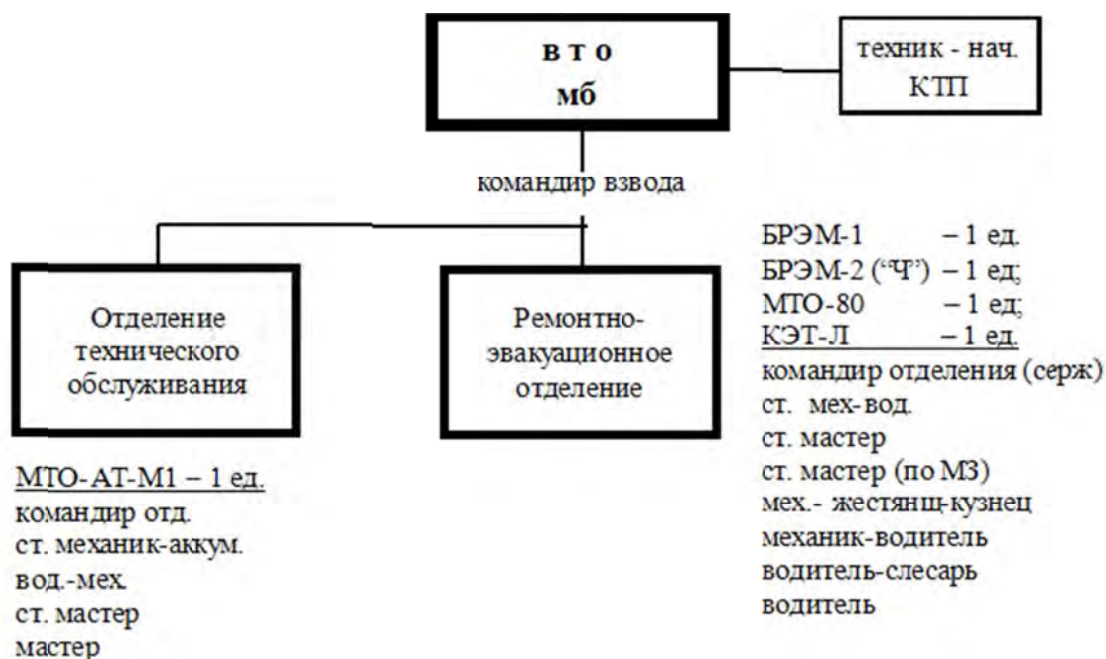 в т о
мб
техник - нач.
КТП
командир взвода
Отделение
технического
обслуживания
МТО-АТ-М1 – 1 ед.
командир отд.
ст. механик-аккум.
вод.-мех.
ст. мастер
мастер
Ремонтно-
эвакуационное
отделение
БРЭМ-1 – 1 ед.
БРЭМ-2 (“Ч”) – 1 ед;
МТО-80 – 1 ед;
КЭТ-Л – 1 ед.
командир отделения (серж)
ст. мех-вод.
ст. мастер
ст. мастер (по МЗ)
мех.- жестянщ-кузнец
механик-водитель
водитель-слесарь
водитель